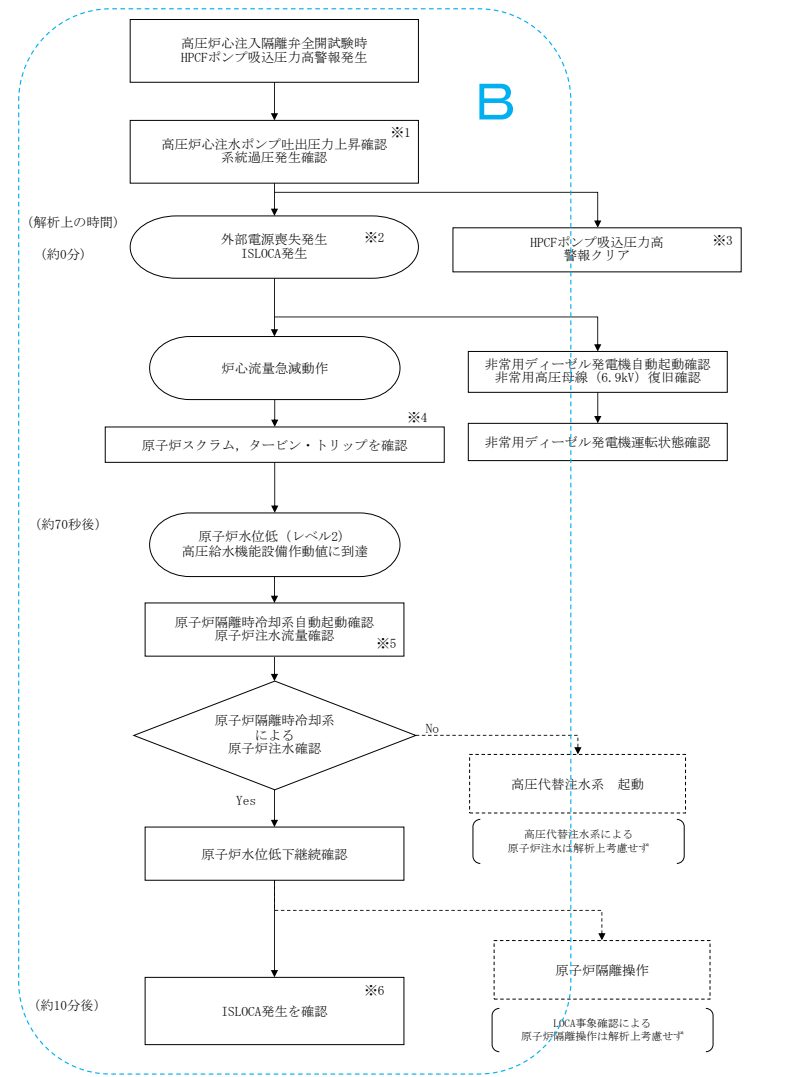 高圧炉心注入隔離弁全開試験時
HPCFポンプ吸込圧力高警報発生
B
※1
高圧炉心注水ポンプ吐出圧力上昇確認
系統過圧発生確認
(解析上の時間)
(約0分)
外部電源喪失発生
ISLOCA発生
※2
HPCFポンプ吸込圧力高
警報クリア
※3
炉心流量急減動作
非常用ディーゼル発電機自動起動確認
非常用高圧母線(6.9kV)復旧確認
※4
原子炉スクラム，タービン・トリップを確認
非常用ディーゼル発電機運転状態確認
(約70秒後)
原子炉水位低(レベル2)
高圧給水機能設備作動値に到達
原子炉隔離時冷却系自動起動確認
原子炉注水流量確認
※5
原子炉隔離時冷却系
による
原子炉注水確認
No
Yes
高圧代替注水系　起動
高圧代替注水系による
原子炉注水は解析上考慮せず
原子炉水位低下継続確認
原子炉隔離操作
LOCA事象確認による
原子炉隔離操作は解析上考慮せず
(約10分後)
※6
ISLOCA発生を確認